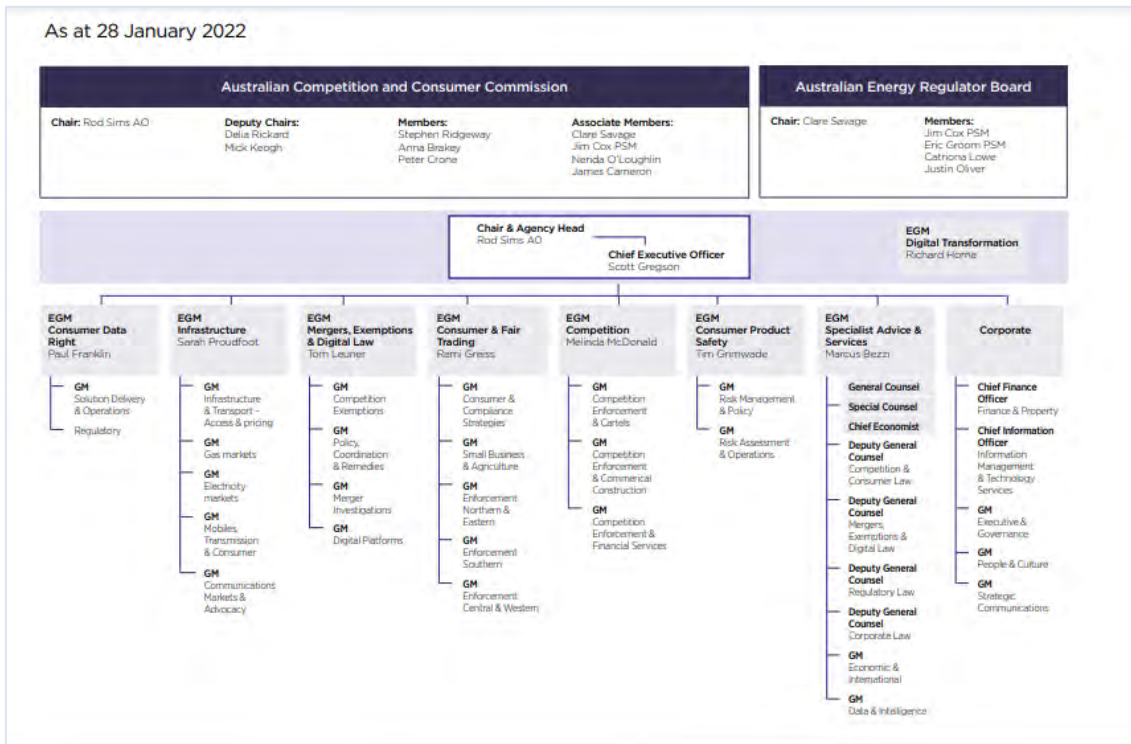 As at 28 January 2022
Australian Competition and Consumer Commission
Chair: Rod Sims AO
Deputy Chairs:
Delia Rickard
Mick Keogh
Members:
Stephen Ridgeway
Anna Brakey
Peter Crone
Associate Members:
Clare Savage
Jim Cox PSM
Nerida O'Loughlin
James Cameron
Australian Energy Regulator Board
Chair: Clare Savage
Members:
Jim Cox PSM
Eric Groom PSM
Catriona Lowe
Justin Oliver
Chair & Agency Head
Rod Sims AO
Chief Executive Officer
Scott Gregson
EGM
Digital Transformation
Richard Home
EGM
Consumer Data
Right
Paul Franklin
GM
Solution Delivery
& Operations
Regulatory
EGM
Infrastructure
Sarah Proudfoot
GM
Infrastructure
& Transport –
Access & pricing
GM
Gas markets
GM
Electricity
markets
GM
Mobiles,
Transmission
& Consumer
GM
Communications
Markets &
Advocacy
EGM
Mergers, Exemptions
& Digital Law
Tom Leuner
GM
Competition
Exemptions
GM
Policy,
Coordination
& Remedies
GM
Merger
Investigations
GM
Digital Platforms
EGM
Consumer & Fair
Trading
Rami Greiss
GM
Consumer &
Compliance
Strategies
GM
Small Business
& Agriculture
GM
Enforcement
Northern &
Eastern
GM
Enforcement
Southern
GM
Enforcement
Central & Western
EGM
Competition
Melinda McDonald
GM
Competition
Enforcement
& Cartels
GM
Competition
Enforcement
& Commerical
Construction
GM
Competition
Enforcement &
Financial Services
EGM
Consumer Product
Safety
Tim Grimwade
GM
Risk Management
& Policy
GM
Risk Assessment
& Operations
EGM
Specialist Advice &
Services
Marcus Bezzi
General Counsel
Special Counsel
Chief Economist
Deputy General
Counsel
Competition &
Consumer Law
Deputy General
Counsel
Mergers,
Exemptions &
Digital Law
Deputy General
Counsel
Regulatory Law
Deputy General
Counsel
Corporate Law
GM
Economic &
International
GM
Data & Intelligence
Corporate
Chief Finance
Officer
Finance & Property
Chief Information
Officer
Information
Management
& Technology
Services
GM
Executive &
Governance
GM
People & Culture
GM
Strategic
Communications